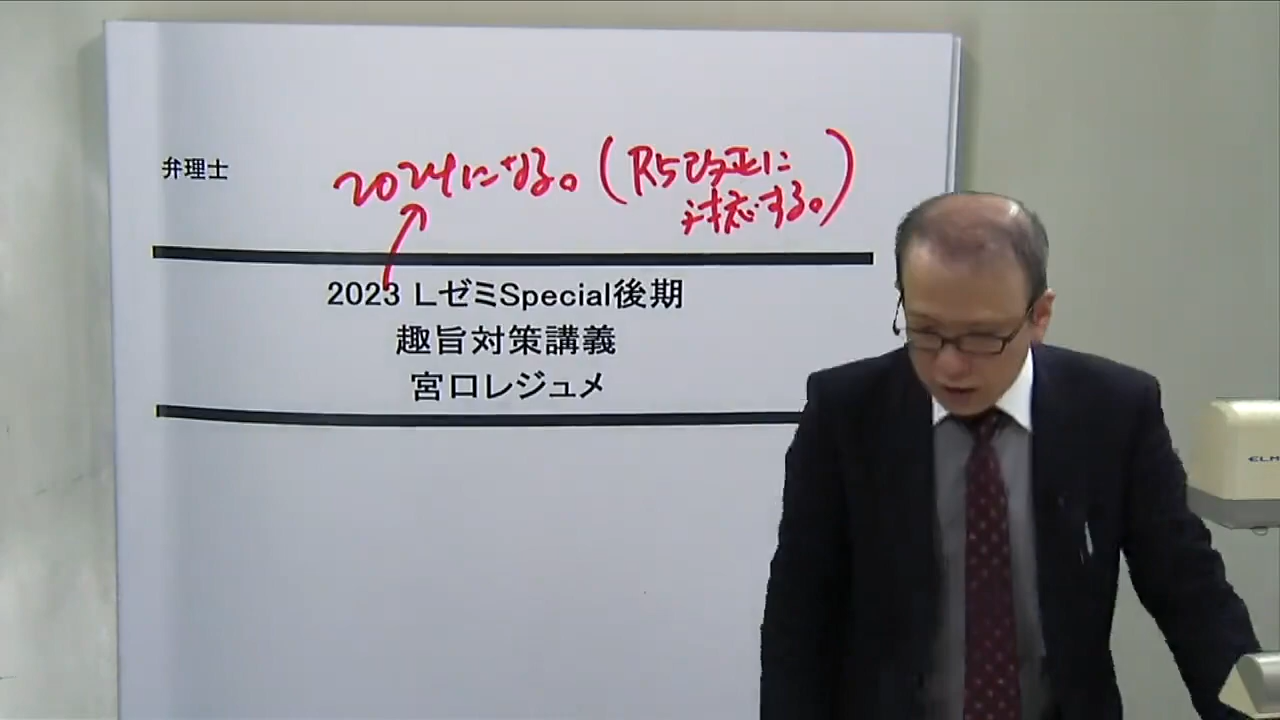 弁理士
2024になる。(R5改正に
対応する。)
2023 LゼミSpecial後期
趣旨対策講義
宮口レジュメ
ELM